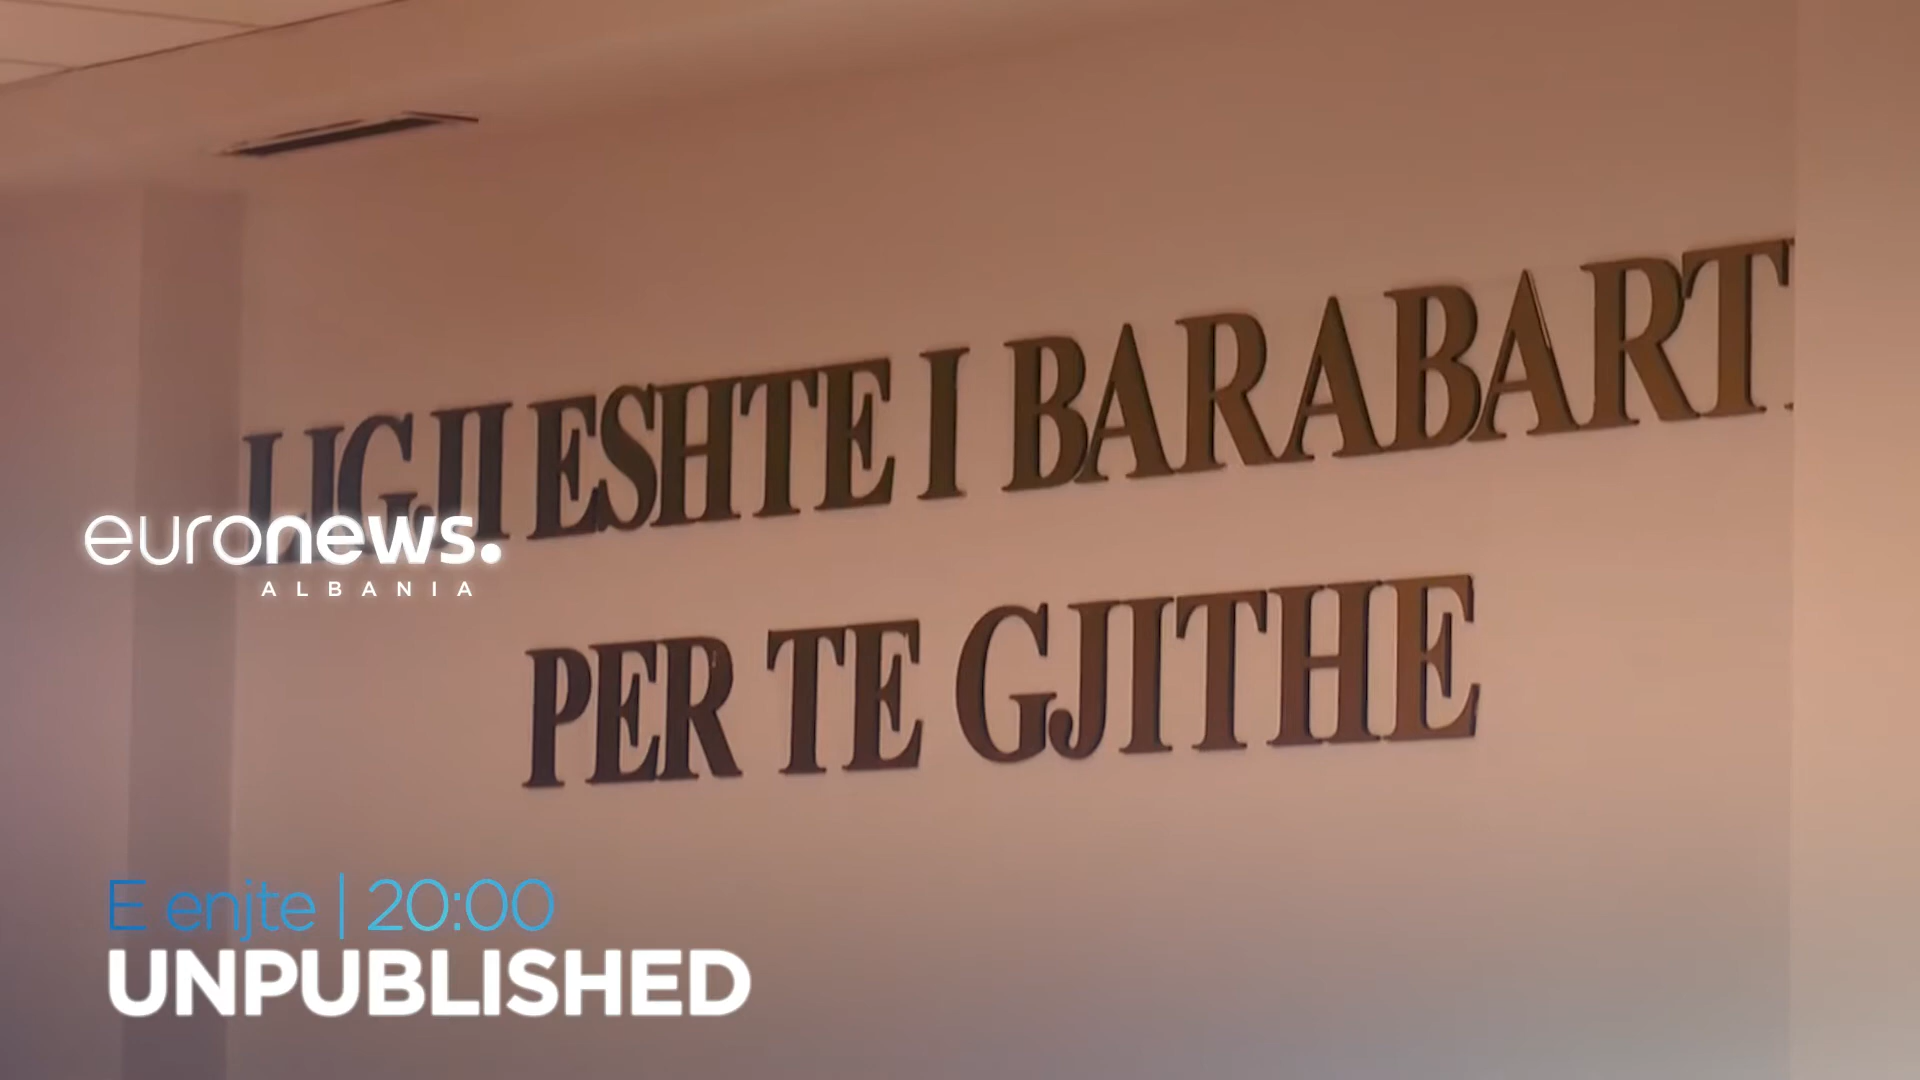 LIGJI ESHTE I BARABART
PER TE GJITHE
euronews.
ALBANIA
E enjte | 20:00
UNPUBLISHED